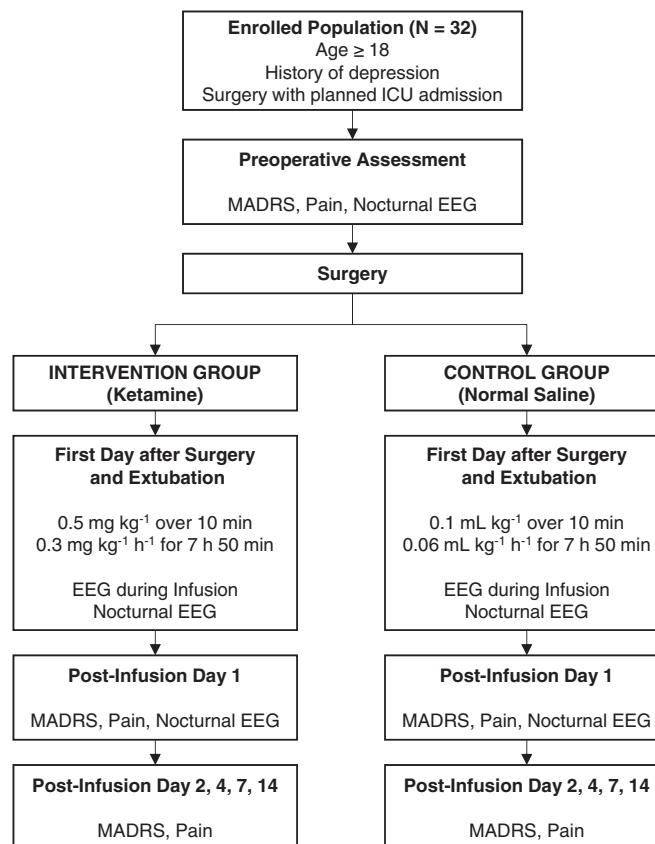 Enrolled Population (N = 32)
Age ≥ 18
History of depression
Surgery with planned ICU admission
Preoperative Assessment
MADRS, Pain, Nocturnal EEG
Surgery
INTERVENTION GROUP
(Ketamine)
First Day after Surgery
and Extubation
0.5 mg kg⁻¹ over 10 min
0.3 mg kg⁻¹ h⁻¹ for 7 h 50 min
EEG during Infusion
Nocturnal EEG
Post-Infusion Day 1
MADRS, Pain, Nocturnal EEG
Post-Infusion Day 2, 4, 7, 14
MADRS, Pain
CONTROL GROUP
(Normal Saline)
First Day after Surgery
and Extubation
0.1 mL kg⁻¹ over 10 min
0.06 mL kg⁻¹ h⁻¹ for 7 h 50 min
EEG during Infusion
Nocturnal EEG
Post-Infusion Day 1
MADRS, Pain, Nocturnal EEG
Post-Infusion Day 2, 4, 7, 14
MADRS, Pain